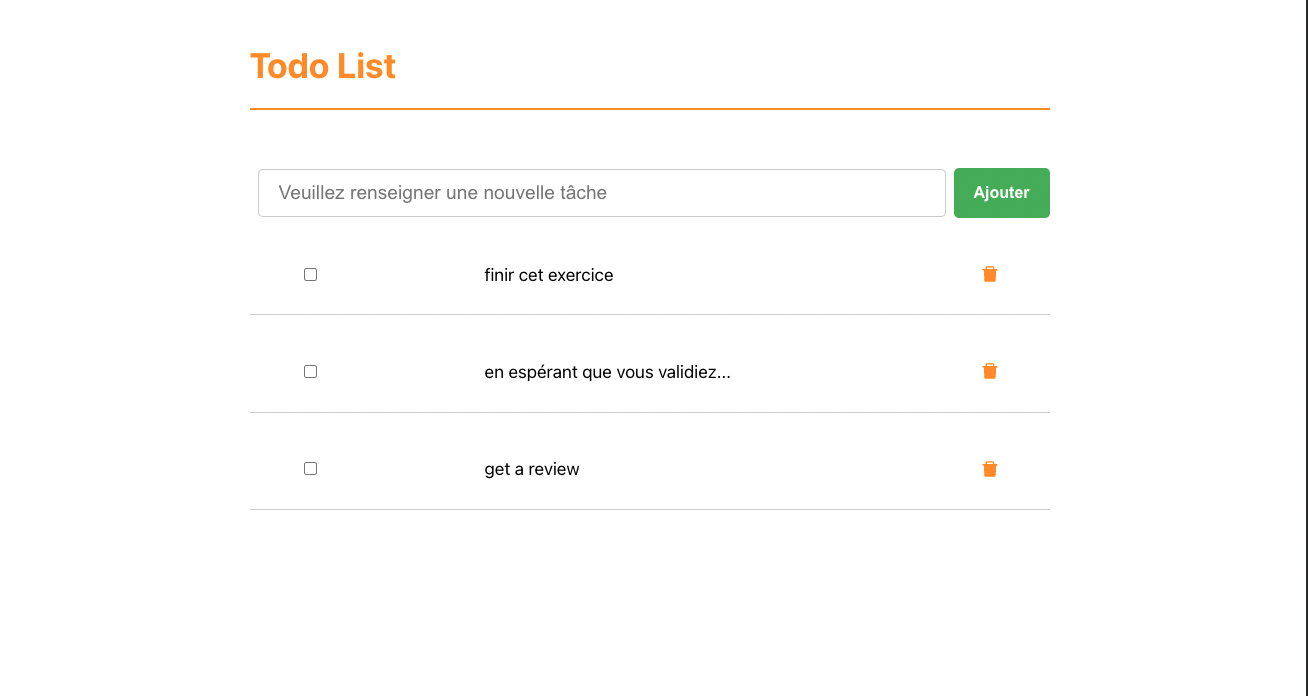 Todo List
Veuillez renseigner une nouvelle tâche
Ajouter
finir cet exercice
en espérant que vous validiez...
get a review